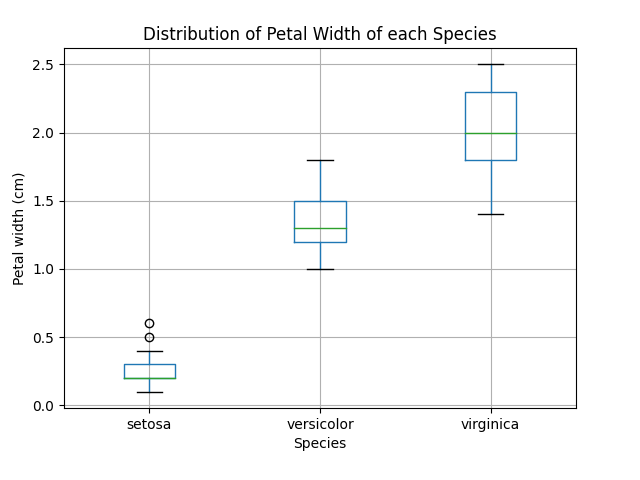 Distribution of Petal Width of each Species
2.5
2.0
1.5
1.0
0.5
0.0
Petal width (cm)
setosa versicolor virginica
Species